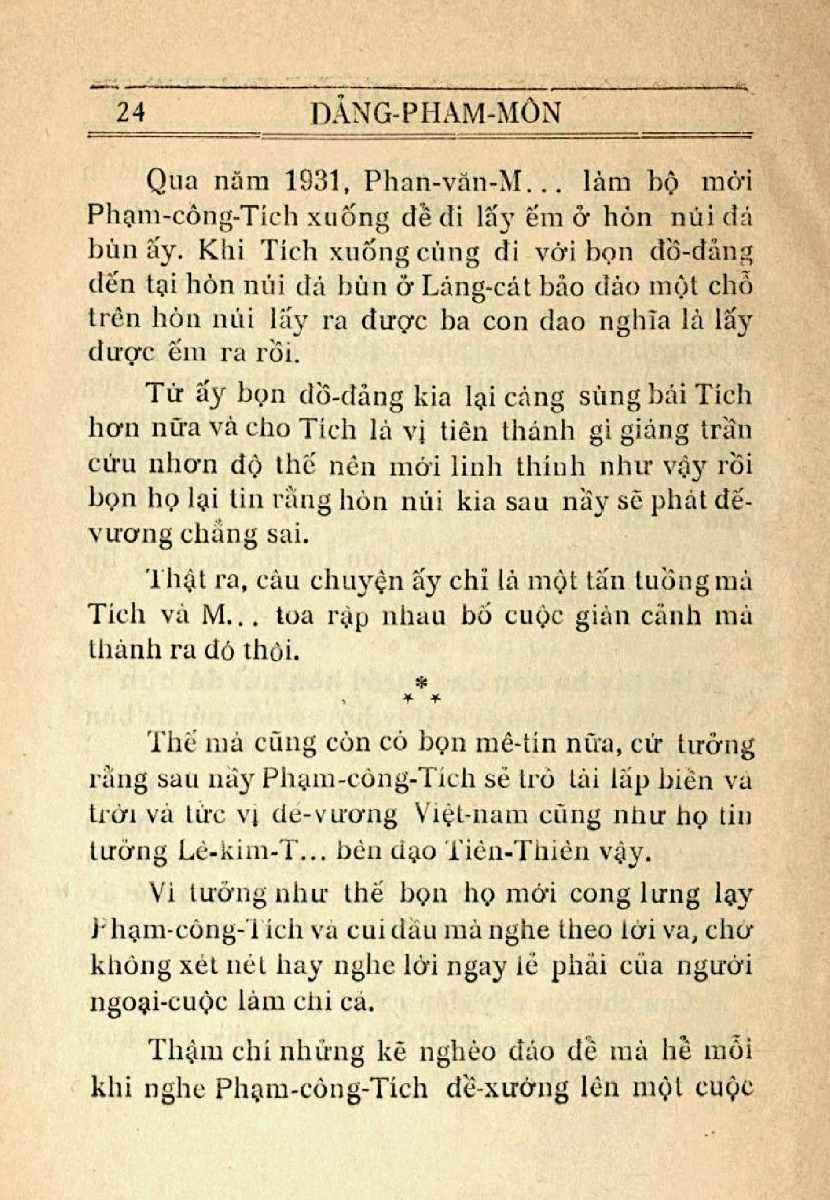 24 ĐẢNG-PHẠM-MÔN
Qua năm 1931, Phan-văn-M... làm bộ mời
Phạm-công-Tích xuống để đi lấy ếm ở hòn núi đá
bùn ấy. Khi Tích xuống cùng đi với bọn đồ-đảng
đến tại hòn núi đá bùn ở Láng-cát bảo đào một chỗ
trên hòn núi lấy ra được ba con dao nghĩa là lấy
được ếm ra rồi.
Từ ấy bọn đồ-đảng kia lại càng sùng bái Tích
hơn nữa và cho Tích là vị tiên thánh gì giáng trần
cứu nhơn độ thế nên mới linh thính như vậy rồi
bọn họ lại tin rằng hòn núi kia sau nầy sẽ phát đế-
vương chẳng sai.
Thật ra, câu chuyện ấy chỉ là một tấn tuồng mà
Tích và M... toa rập nhau bố cuộc giàn cảnh mà
thành ra đó thôi.
* * *
Thế mà cũng còn có bọn mê-tín nữa, cứ tưởng
rằng sau nầy Phạm-công-Tích sẻ trổ tài lấp biển vá
trời và tức vị đế-vương Việt-nam cũng như họ tin
tưởng Lê-kim-T... bên đạo Tiên-Thiên vậy.
Vì tưởng như thế bọn họ mới cong lưng lạy
Phạm-công-Tích và cúi đầu mà nghe theo lời va, chớ
không xét nét hay nghe lời ngay lẻ phải của người
ngoại-cuộc làm chi cả.
Thậm chí những kẽ nghèo đáo đề mà hễ mỗi
khi nghe Phạm-công-Tích đề-xướng lên một cuộc